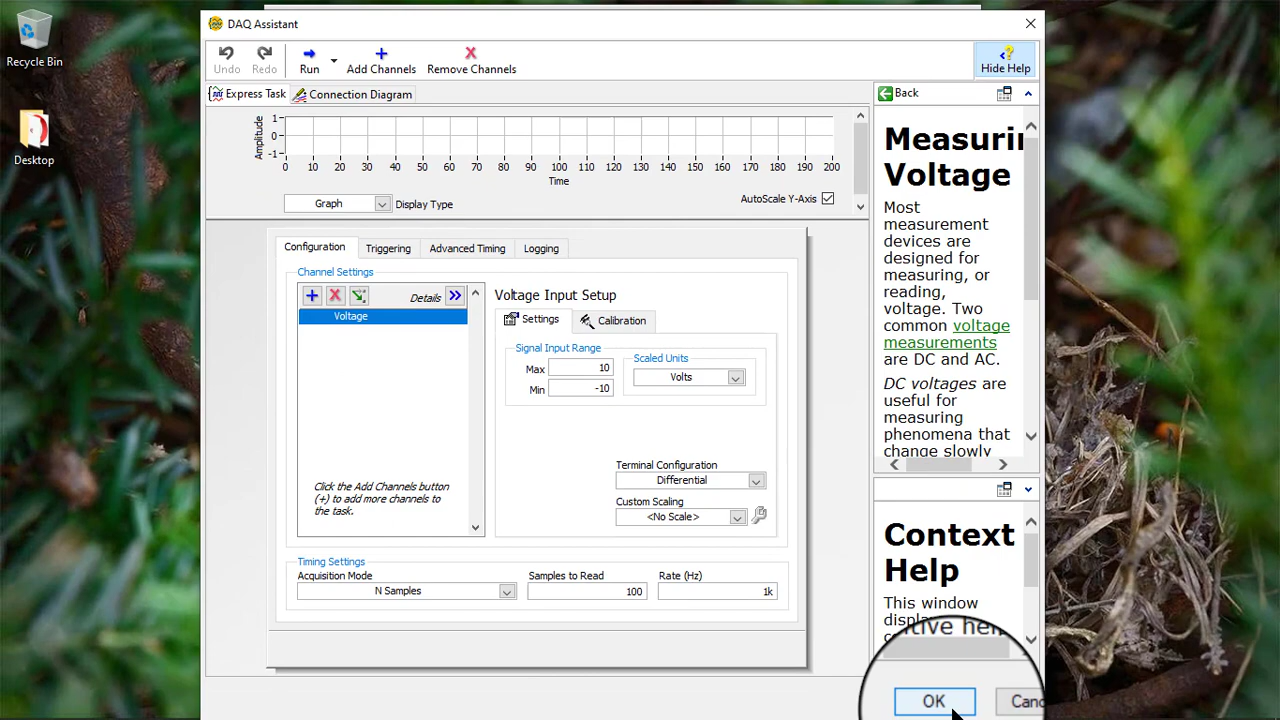 Recycle Bin
Desktop
DAQ Assistant
Undo
Redo
Run
Add Channels
Remove Channels
Hide Help
Express Task
Connection Diagram
Amplitude
1
0
-1
0 10 20 30 40 50 60 70 80 90 100 110 120 130 140 150 160 170 180 190 200
Time
Graph
Display Type
AutoScale Y-Axis
Configuration
Triggering
Advanced Timing
Logging
Channel Settings
Details
Voltage
Click the Add Channels button
(+) to add more channels to
the task.
Voltage Input Setup
Settings
Calibration
Signal Input Range
Max 10
Min -10
Scaled Units
Volts
Terminal Configuration
Differential
Custom Scaling
<No Scale>
Timing Settings
Acquisition Mode
N Samples
Samples to Read
100
Rate (Hz)
1k
Back
Measuri
Voltage
Most
measurement
devices are
designed for
measuring, or
reading,
voltage. Two
common voltage
measurements
are DC and AC.
DC voltages are
useful for
measuring
phenomena that
change slowly
Context
Help
This window
OK